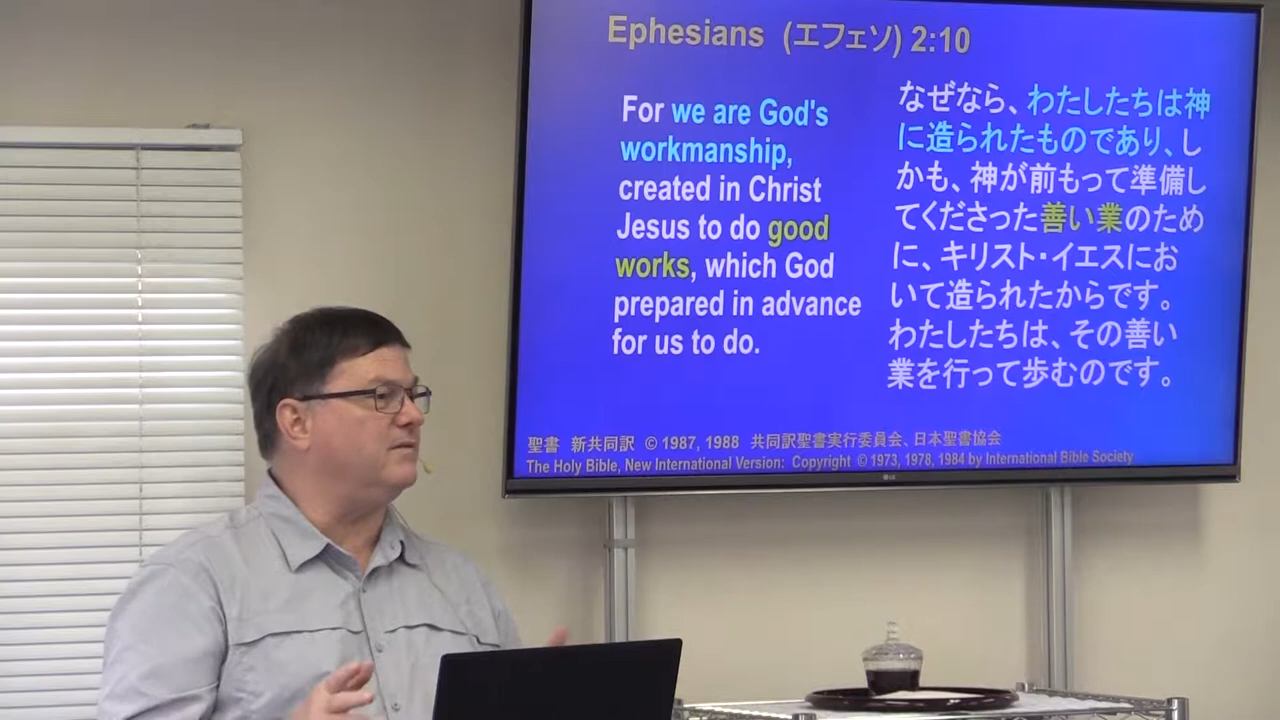 Ephesians (エフェソ) 2:10
For we are God's
workmanship,
created in Christ
Jesus to do good
works, which God
prepared in advance
for us to do.
なぜなら、わたしたちは神
に造られたものであり、し
かも、神が前もって準備し
てくださった善い業のため
に、キリスト・イエスにお
いて造られたからです。
わたしたちは、その善い
業を行って歩むのです。
聖書 新共同訳 © 1987, 1988 共同訳聖書実行委員会、日本聖書協会
The Holy Bible, New International Version: Copyright © 1973, 1978, 1984 by International Bible Society
LG